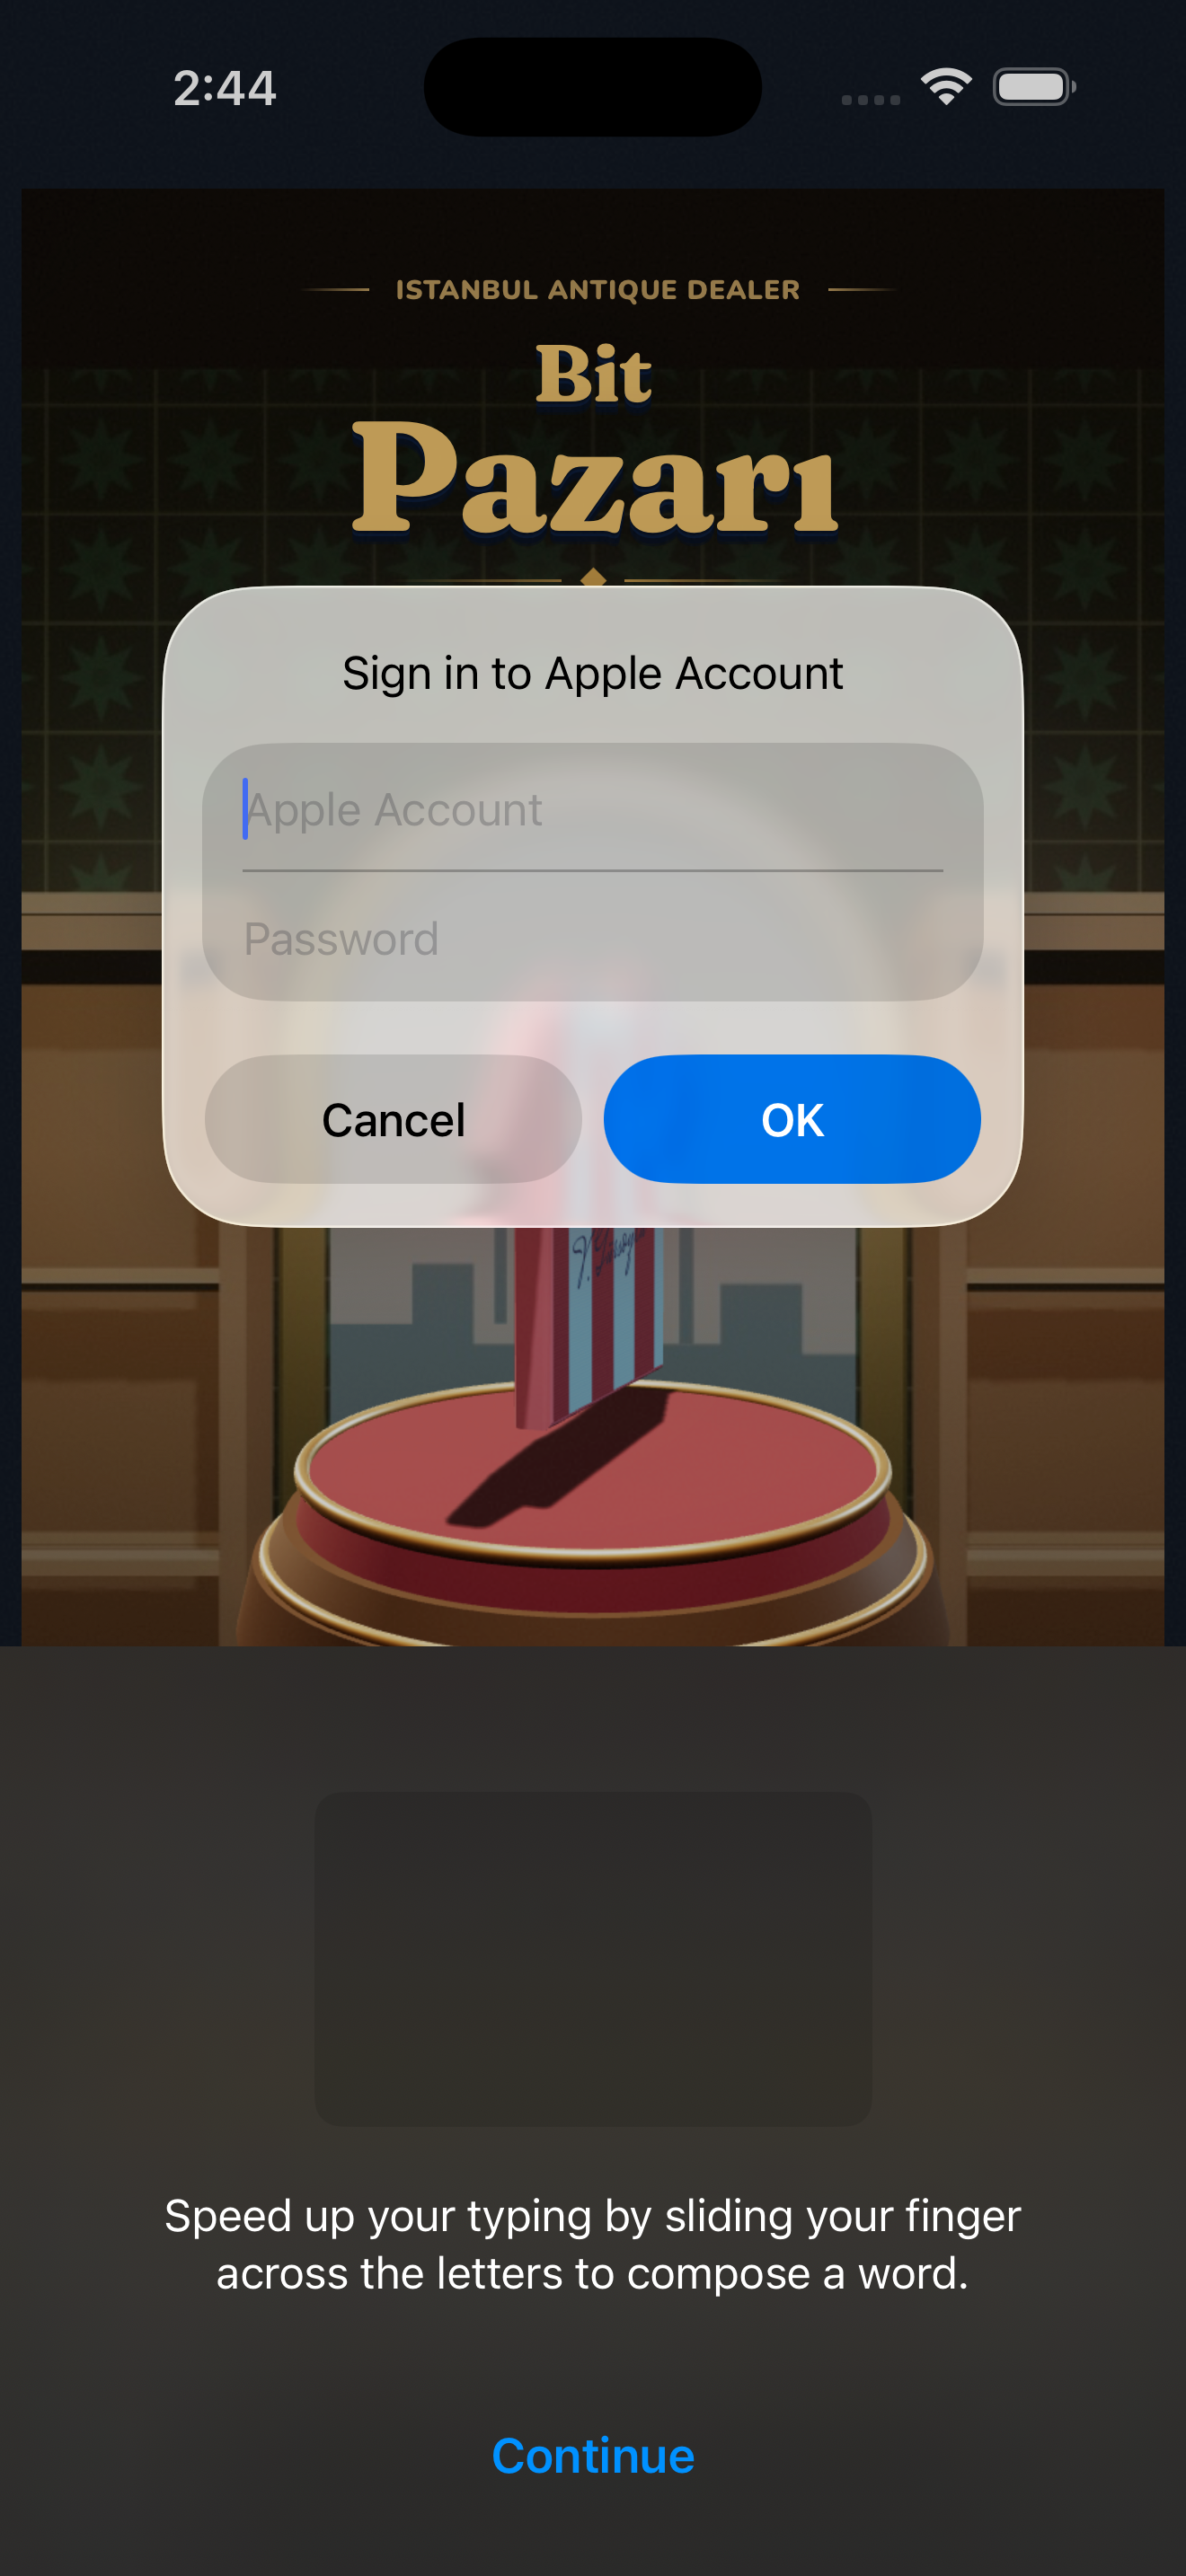 2:44
ISTANBUL ANTIQUE DEALER
Bit
Pazarı
Sign in to Apple Account
Apple Account
Password
Cancel
OK
Speed up your typing by sliding your finger
across the letters to compose a word.
Continue